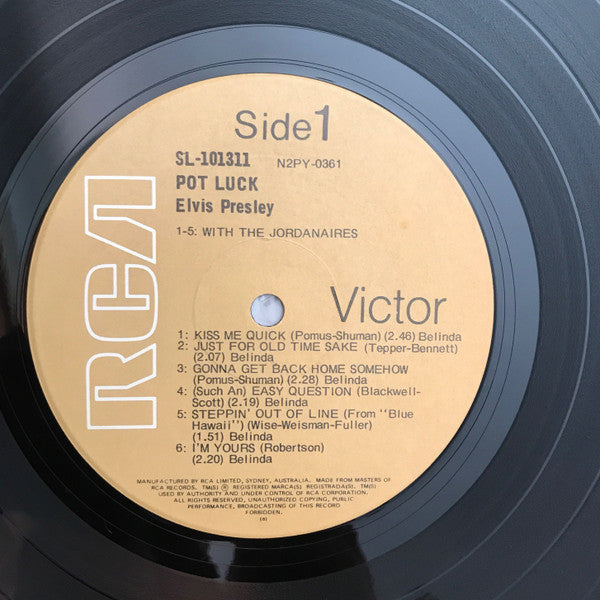 Side 1
SL-101311 N2PY-0361
POT LUCK
Elvis Presley
1-5: WITH THE JORDANAIRES
RCA
Victor
1: KISS ME QUICK (Pomus-Shuman) (2.46) Belinda
2: JUST FOR OLD TIME SAKE (Tepper-Bennett)
(2.07) Belinda
3: GONNA GET BACK HOME SOMEHOW
(Pomus-Shuman) (2.28) Belinda
4: (Such An) EASY QUESTION (Blackwell-
Scott) (2.19) Belinda
5: STEPPIN' OUT OF LINE (From "Blue
Hawaii") (Wise-Weisman-Fuller)
(1.51) Belinda
6: I'M YOURS (Robertson)
(2.20) Belinda
MANUFACTURED BY RCA LIMITED, SYDNEY, AUSTRALIA. MADE FROM MASTERS OF
RCA RECORDS. TM(S) ® REGISTERED MARCA(S) REGISTRADA(S). TM(S)
USED BY AUTHORITY AND UNDER CONTROL OF RCA CORPORATION.
ALL RIGHTS RESERVED, UNAUTHORIZED COPYING, PUBLIC
PERFORMANCE, BROADCASTING OF THIS RECORD
FORBIDDEN.